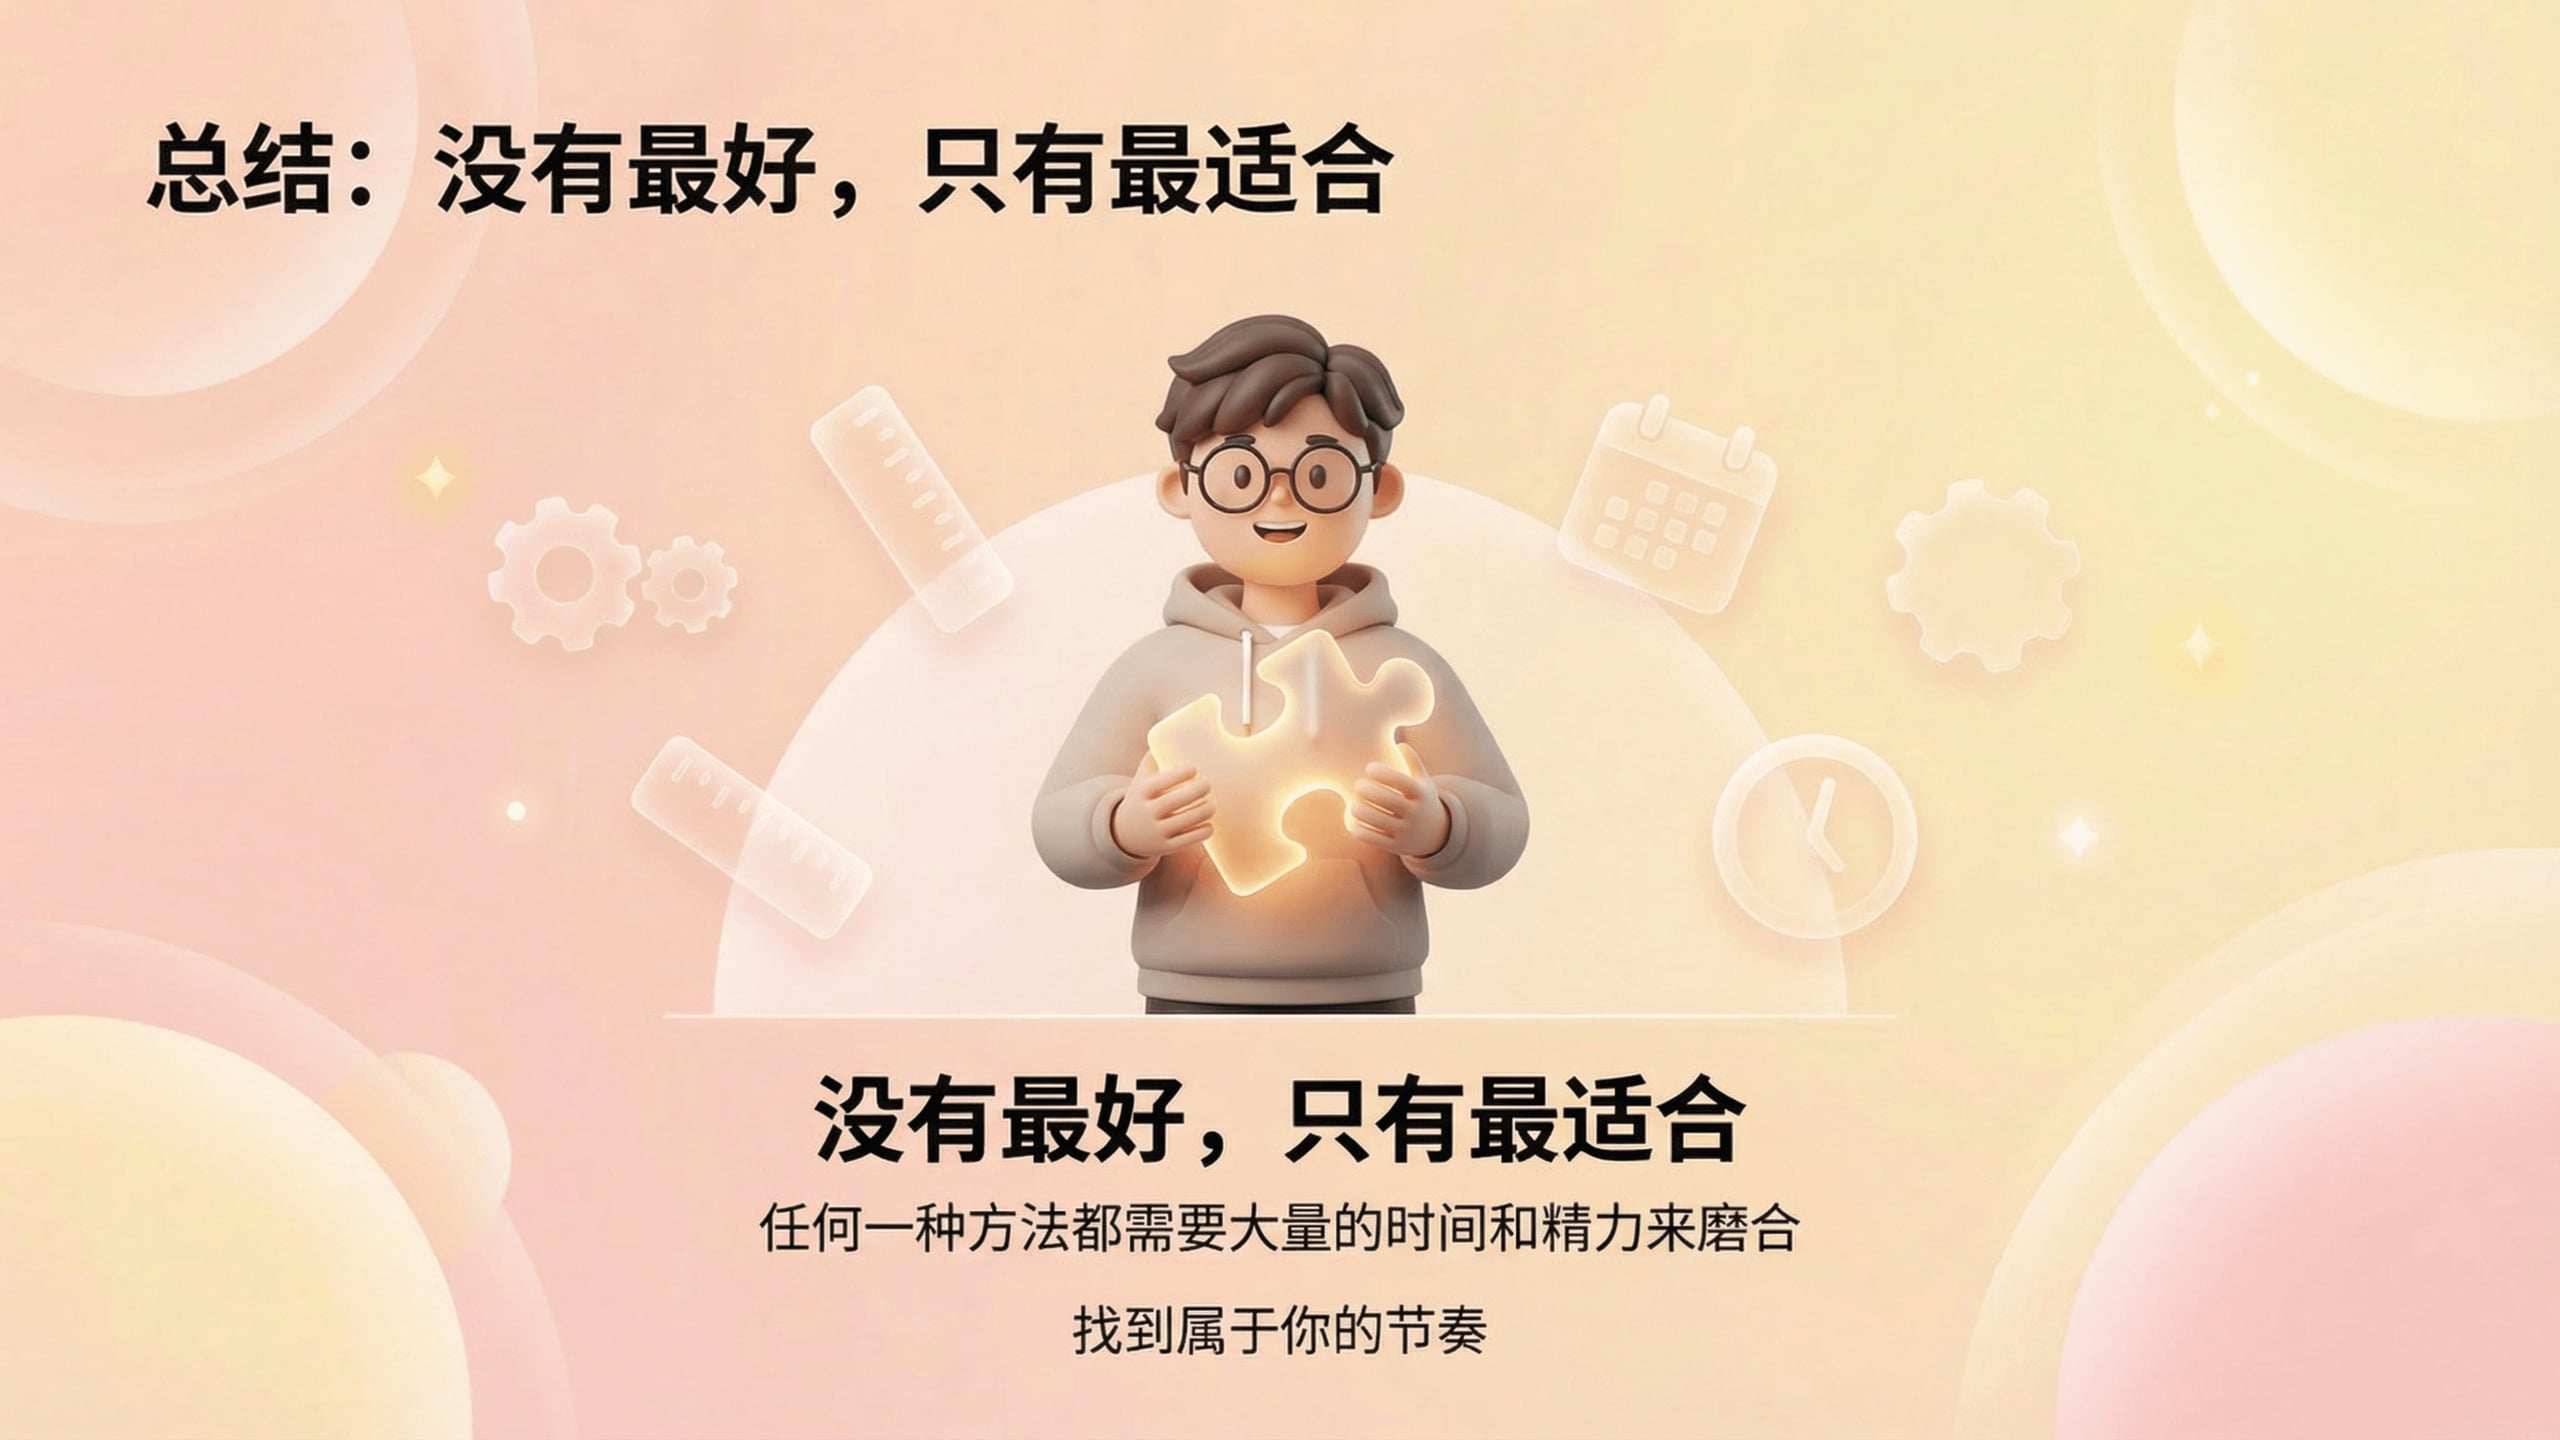 总结：没有最好，只有最适合
没有最好，只有最适合
任何一种方法都需要大量的时间和精力来磨合
找到属于你的节奏